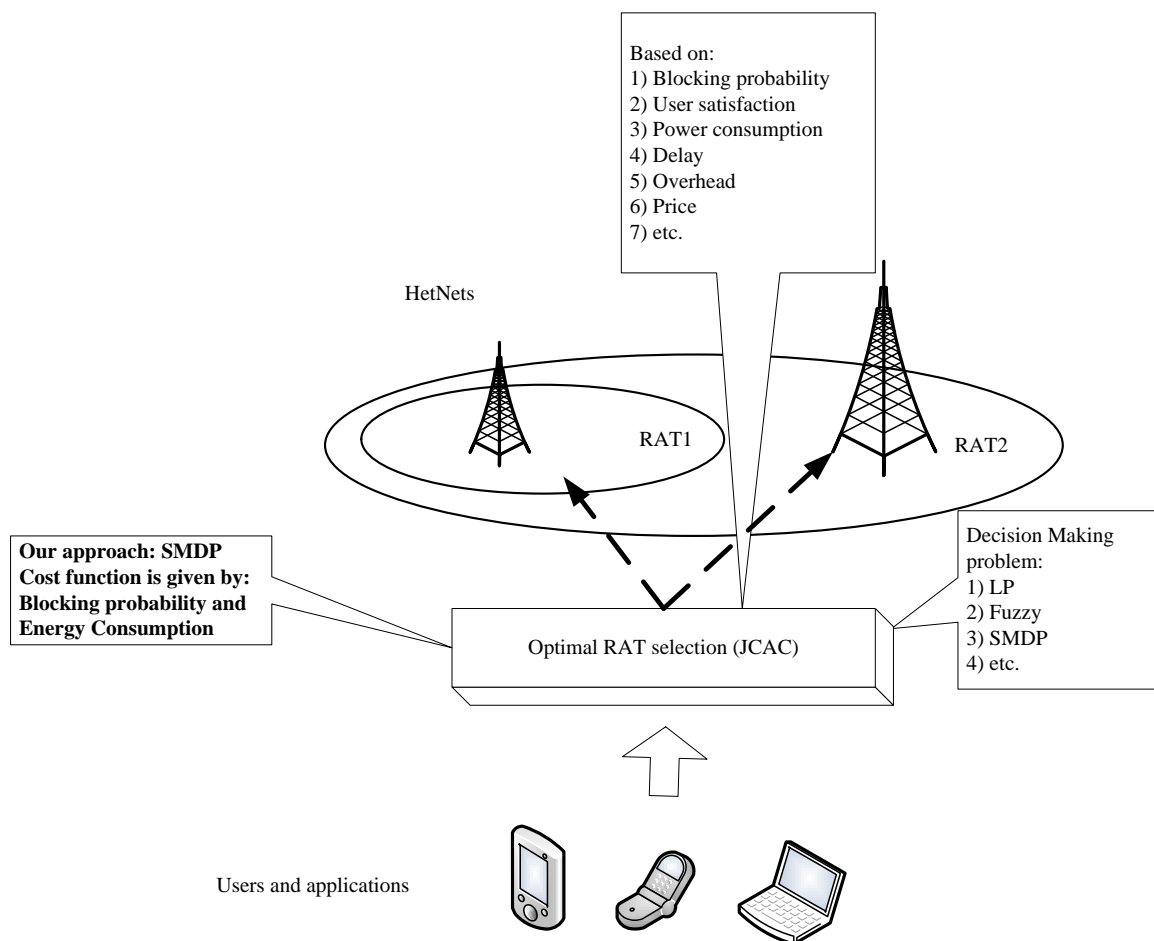 Based on:
1) Blocking probability
2) User satisfaction
3) Power consumption
4) Delay
5) Overhead
6) Price
7) etc.
HetNets
RAT1
RAT2
Our approach: SMDP
Cost function is given by:
Blocking probability and
Energy Consumption
Optimal RAT selection (JCAC)
Decision Making
problem:
1) LP
2) Fuzzy
3) SMDP
4) etc.
Users and applications